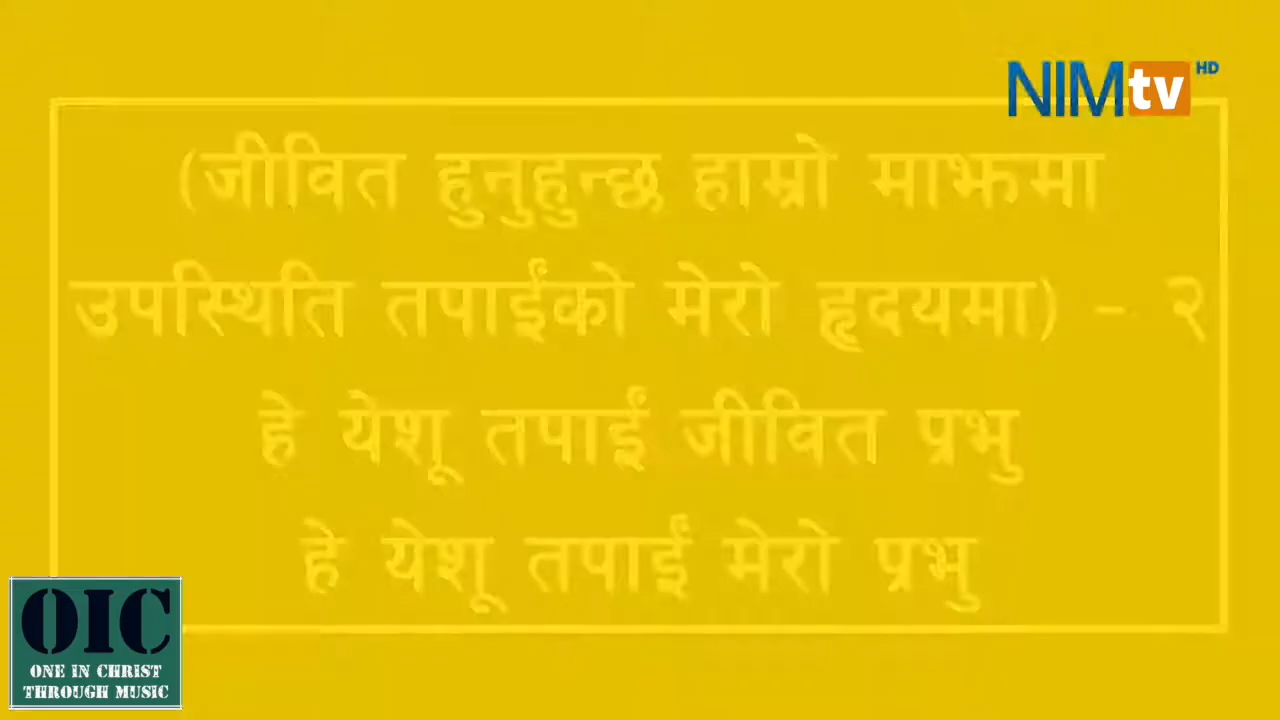 NIMtv HD
(जीवित हुनुहुन्छ हाम्रो माझमा
उपस्थिति तपाईंको मेरो हृदयमा) - २
हे येशू तपाईं जीवित प्रभु
हे येशू तपाईं मेरो प्रभु
OIC
ONE IN CHRIST
THROUGH MUSIC